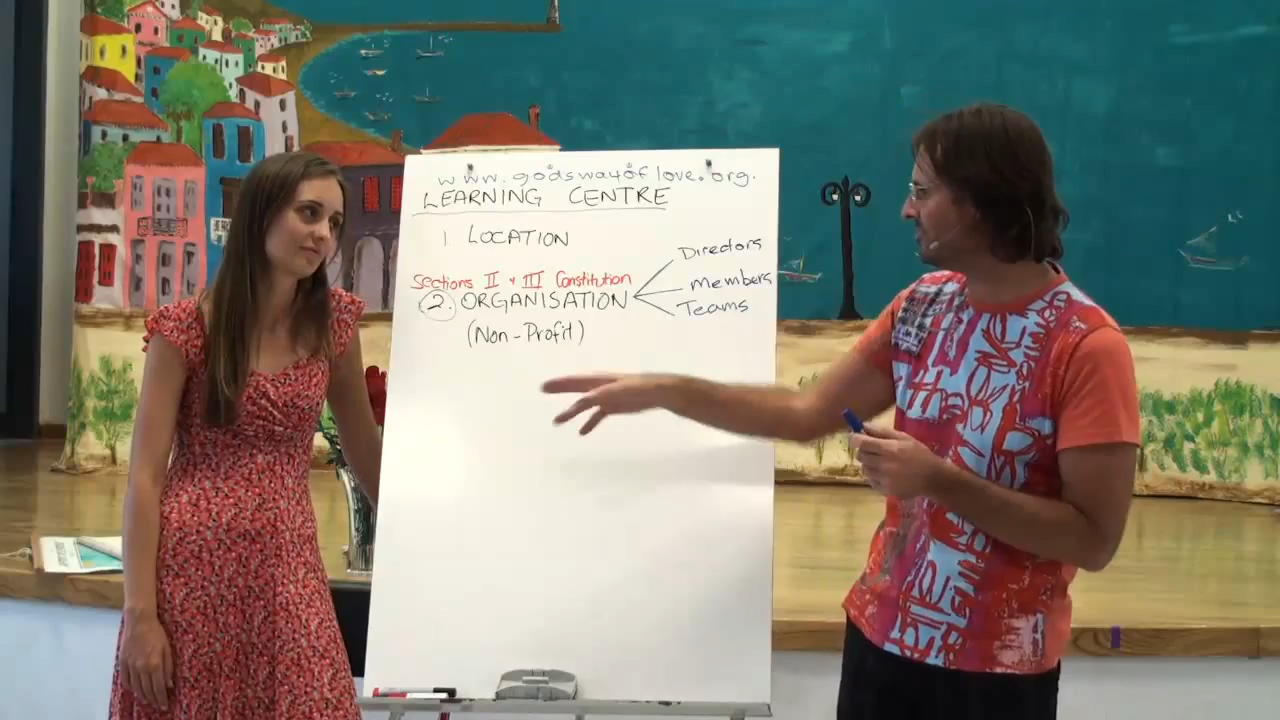 www.godswayoflove.org.
LEARNING CENTRE
1. LOCATION
Sections II + III Constitution
2. ORGANISATION
(Non-Profit)
Directors
Members
Teams